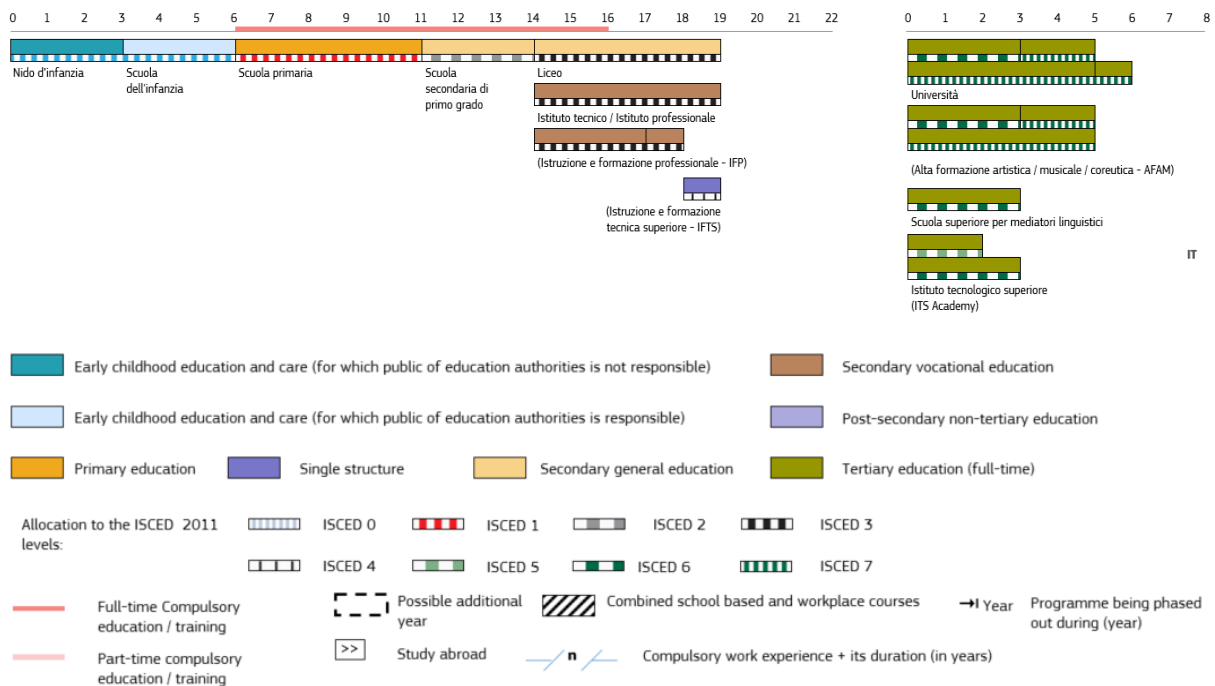 0 1 2 3 4 5 6 7 8 9 10 11 12 13 14 15 16 17 18 19 20 21 22
0 1 2 3 4 5 6 7 8
Nido d'infanzia
Scuola
dell'infanzia
Scuola primaria
Scuola
secondaria di
primo grado
Liceo
Istituto tecnico / Istituto professionale
(Istruzione e formazione professionale - IFP)
(Istruzione e formazione
tecnica superiore - IFTS)
Università
(Alta formazione artistica / musicale / coreutica - AFAM)
Scuola superiore per mediatori linguistici
IT
Istituto tecnologico superiore
(ITS Academy)
Early childhood education and care (for which public of education authorities is not responsible)
Secondary vocational education
Early childhood education and care (for which public of education authorities is responsible)
Post-secondary non-tertiary education
Primary education
Single structure
Secondary general education
Tertiary education (full-time)
Allocation to the ISCED 2011
levels:
ISCED 0
ISCED 1
ISCED 2
ISCED 3
ISCED 4
ISCED 5
ISCED 6
ISCED 7
Full-time Compulsory
education / training
Possible additional
year
Combined school based and workplace courses
Year
Programme being phased
out during (year)
Part-time compulsory
education / training
>>
Study abroad
n
Compulsory work experience + its duration (in years)